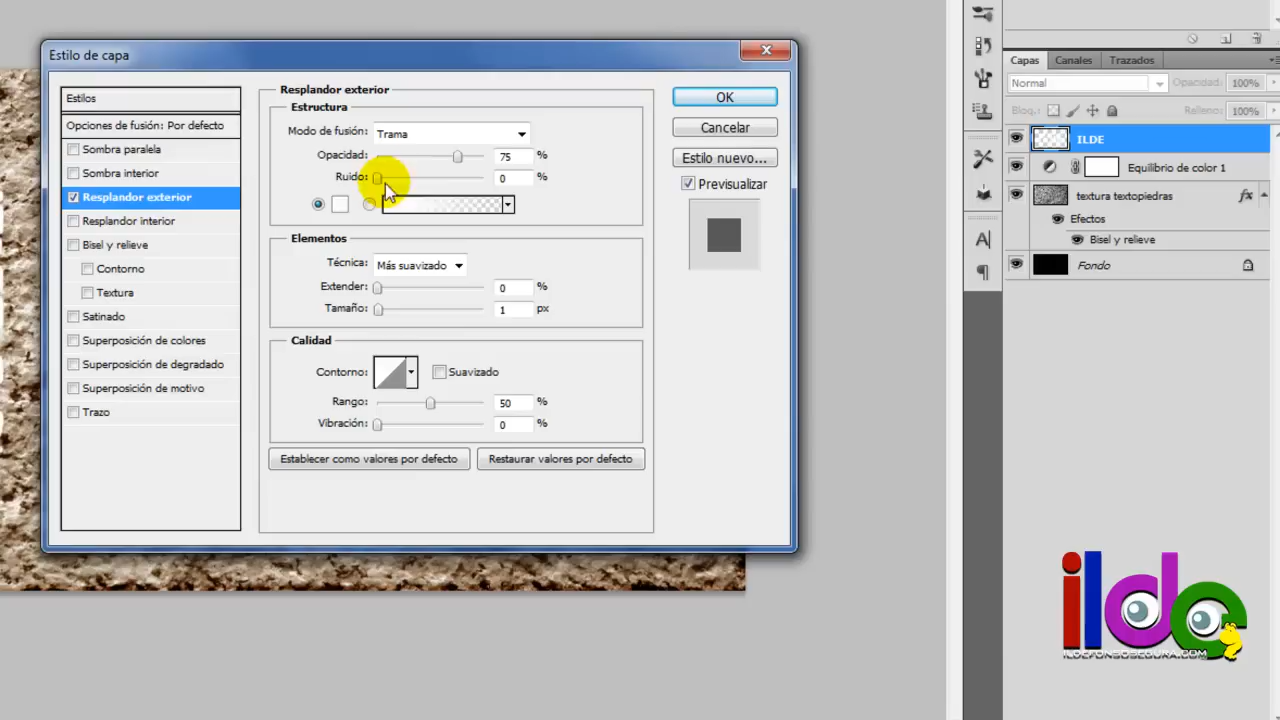 Estilo de capa
Estilos
Opciones de fusión: Por defecto
Sombra paralela
Sombra interior
Resplandor exterior
Resplandor interior
Bisel y relieve
Contorno
Textura
Satinado
Superposición de colores
Superposición de degradado
Superposición de motivo
Trazo
Resplandor exterior
Estructura
Modo de fusión: Trama
Opacidad: 75 %
Ruido: 0 %
Elementos
Técnica: Más suavizado
Extender: 0 %
Tamaño: 1 px
Calidad
Contorno: Suavizado
Rango: 50 %
Vibración: 0 %
Establecer como valores por defecto Restaurar valores por defecto
OK
Cancelar
Estilo nuevo...
Previsualizar
Capas Canales Trazados
Normal Opacidad: 100%
Bloq.: Relleno: 100%
ILDE
Equilibrio de color 1
textura textopiedras fx
Efectos
Bisel y relieve
Fondo
ilde
ILDEFONSOSEGURA.COM